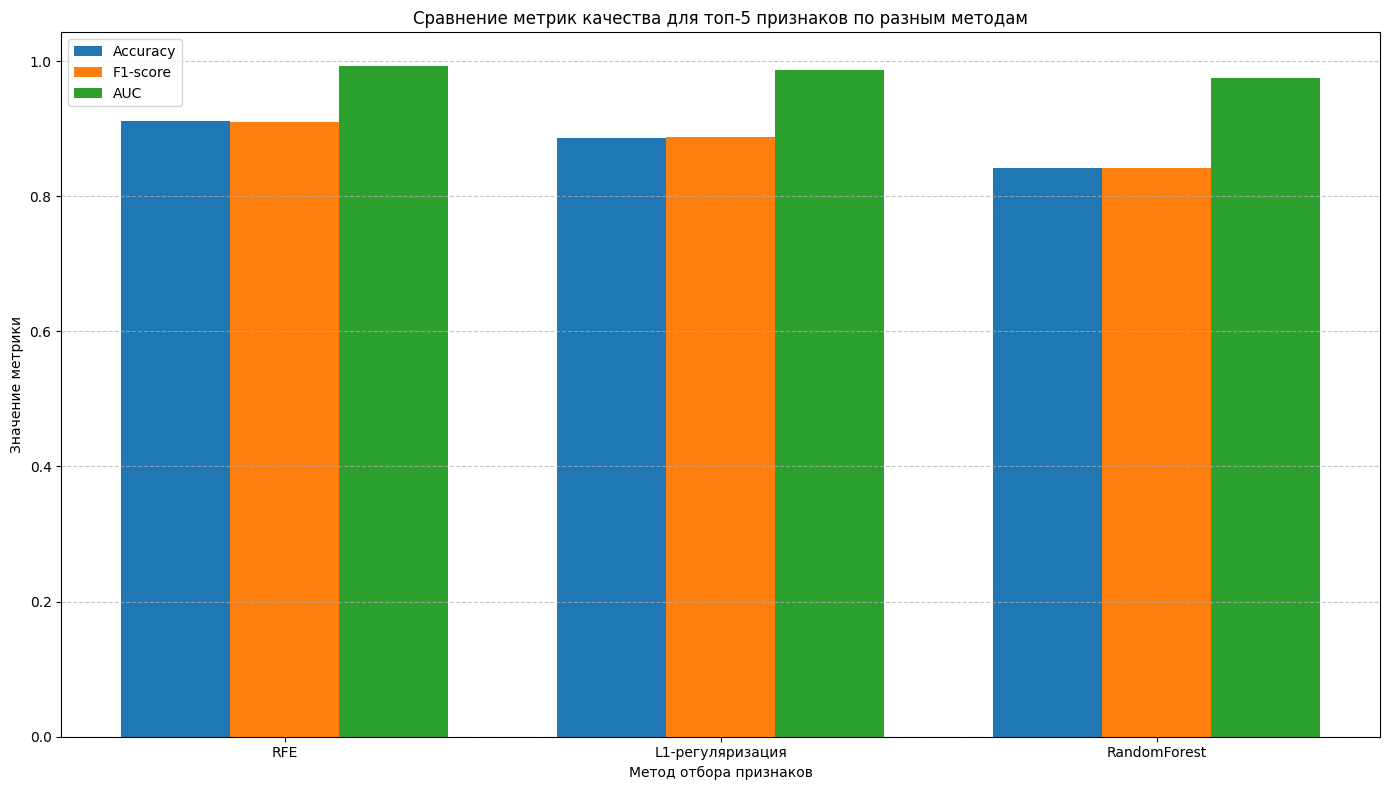 Сравнение метрик качества для топ-5 признаков по разным методам
Accuracy
F1-score
AUC
Значение метрики
1.0
0.8
0.6
0.4
0.2
0.0
RFE
L1-регуляризация
RandomForest
Метод отбора признаков